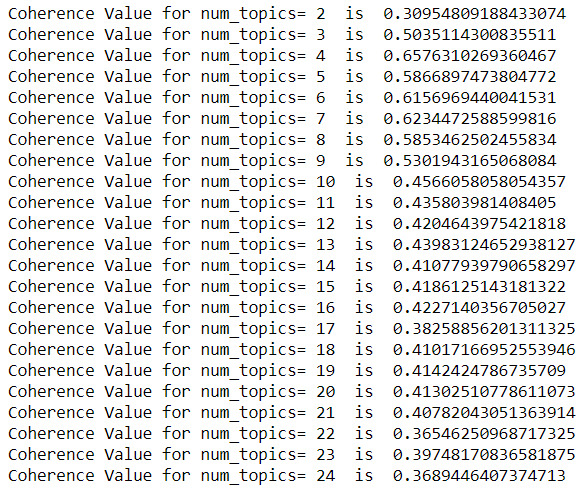 Coherence Value for num_topics= 2  is  0.30954809188433074
Coherence Value for num_topics= 3  is  0.5035114300835511
Coherence Value for num_topics= 4  is  0.6576310269360467
Coherence Value for num_topics= 5  is  0.5866897473804772
Coherence Value for num_topics= 6  is  0.6156969440041531
Coherence Value for num_topics= 7  is  0.6234472588599816
Coherence Value for num_topics= 8  is  0.5853462502455834
Coherence Value for num_topics= 9  is  0.5301943165068084
Coherence Value for num_topics= 10  is  0.4566058058054357
Coherence Value for num_topics= 11  is  0.435803981408405
Coherence Value for num_topics= 12  is  0.4204643975421818
Coherence Value for num_topics= 13  is  0.43983124652938127
Coherence Value for num_topics= 14  is  0.41077939790658297
Coherence Value for num_topics= 15  is  0.4186125143181322
Coherence Value for num_topics= 16  is  0.4227140356705027
Coherence Value for num_topics= 17  is  0.38258856201311325
Coherence Value for num_topics= 18  is  0.41017166952553946
Coherence Value for num_topics= 19  is  0.4142424786735709
Coherence Value for num_topics= 20  is  0.41302510778611073
Coherence Value for num_topics= 21  is  0.40782043051363914
Coherence Value for num_topics= 22  is  0.36546250968717325
Coherence Value for num_topics= 23  is  0.39748170836581875
Coherence Value for num_topics= 24  is  0.3689446407374713